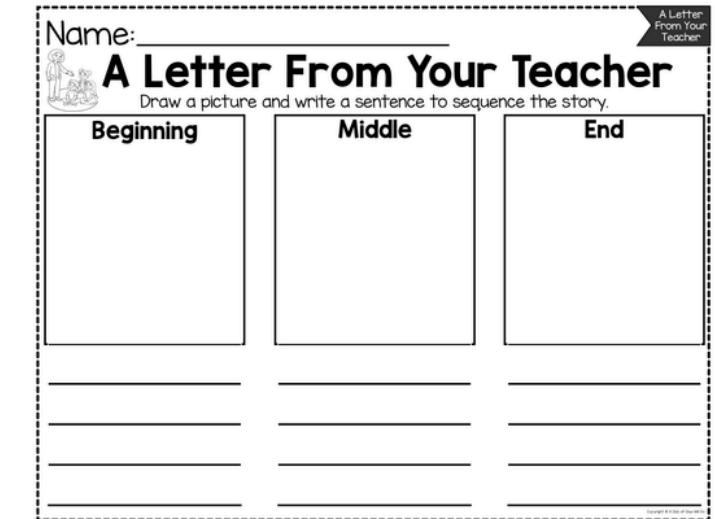 Name:
A Letter
From Your
Teacher
A Letter From Your Teacher
Draw a picture and write a sentence to sequence the story.
Beginning
Middle
End